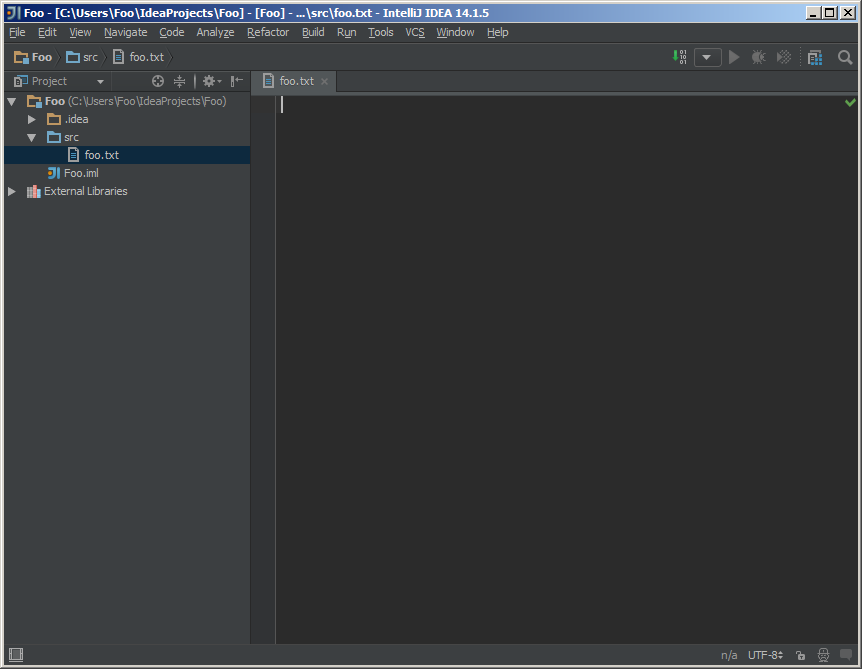 Foo - [C:\Users\Foo\IdeaProjects\Foo] - [Foo] - ...\src\foo.txt - IntelliJ IDEA 14.1.5
File Edit View Navigate Code Analyze Refactor Build Run Tools VCS Window Help
Foo src foo.txt
Project
foo.txt
Foo (C:\Users\Foo\IdeaProjects\Foo)
.idea
src
foo.txt
Foo.iml
External Libraries
n/a UTF-8